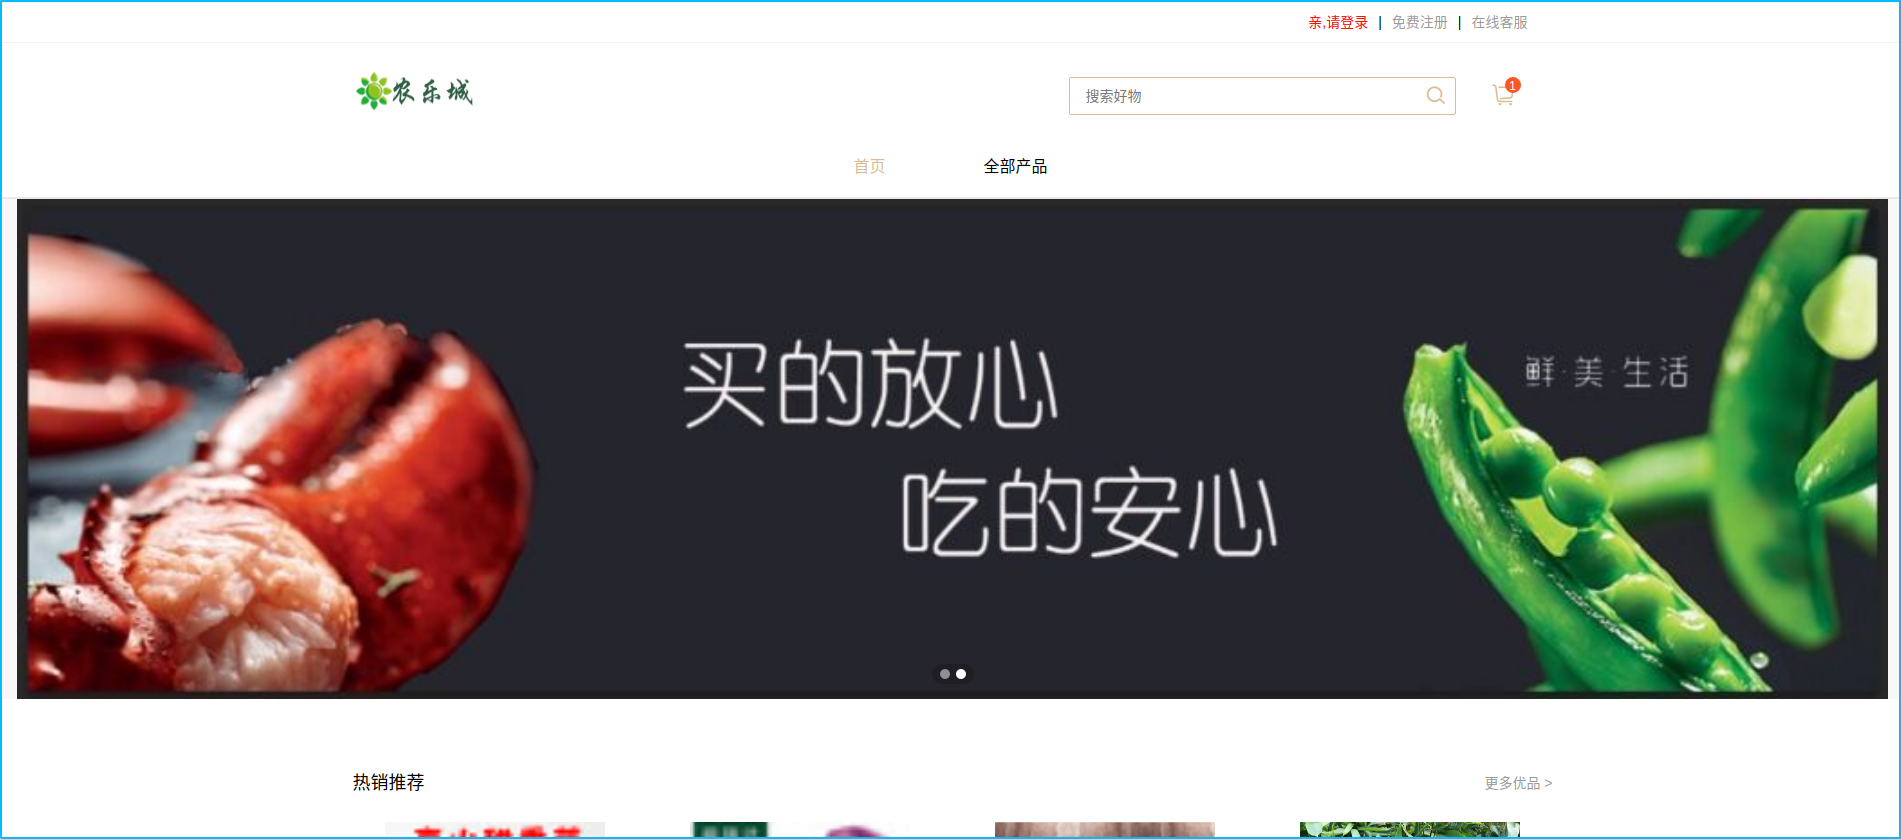 亲,请登录 | 免费注册 | 在线客服
农乐城
搜索好物
1
首页 全部产品
买的放心
鲜·美·生活
吃的安心
热销推荐
更多优品 >